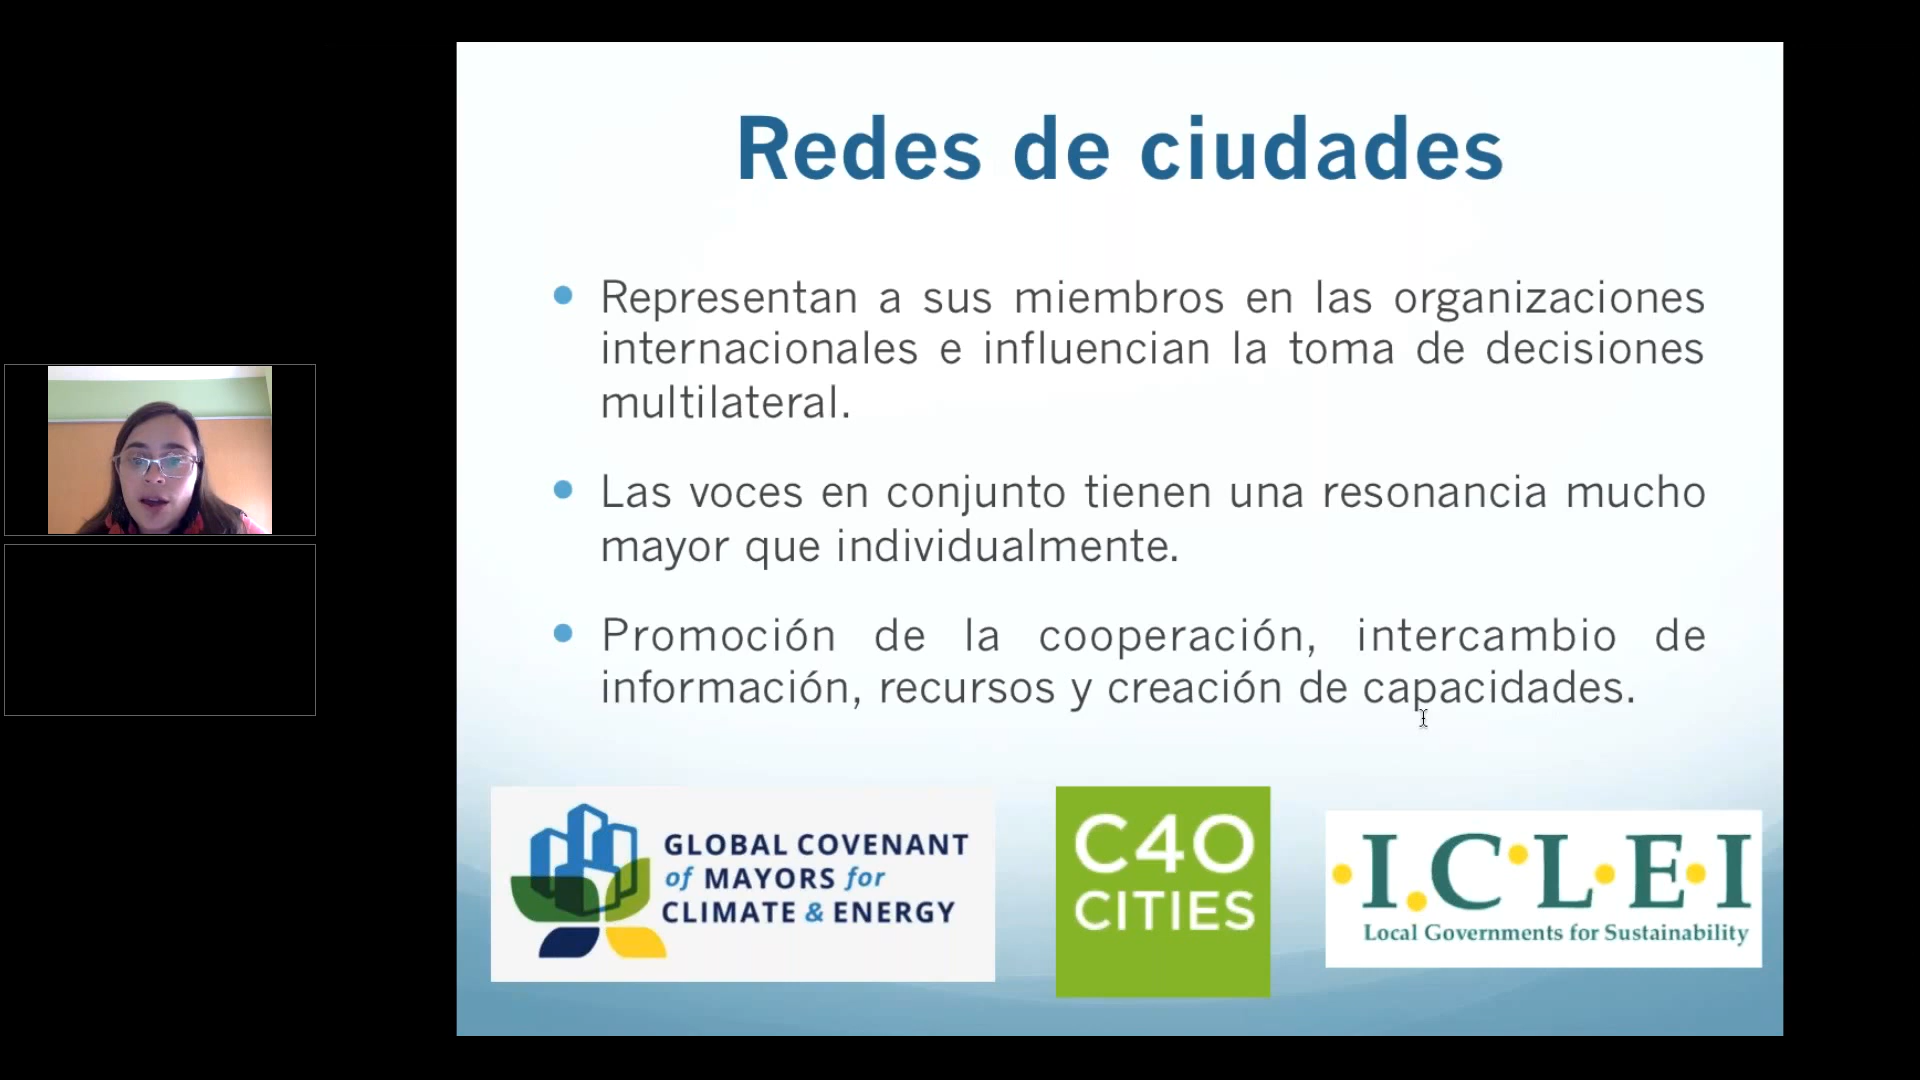 Redes de ciudades
Representan a sus miembros en las organizaciones
internacionales e influencian la toma de decisiones
multilateral.
Las voces en conjunto tienen una resonancia mucho
mayor que individualmente.
Promoción de la cooperación, intercambio de
información, recursos y creación de capacidades.
GLOBAL COVENANT
of MAYORS for
CLIMATE & ENERGY
C40
CITIES
I.C.L.E.I
Local Governments for Sustainability